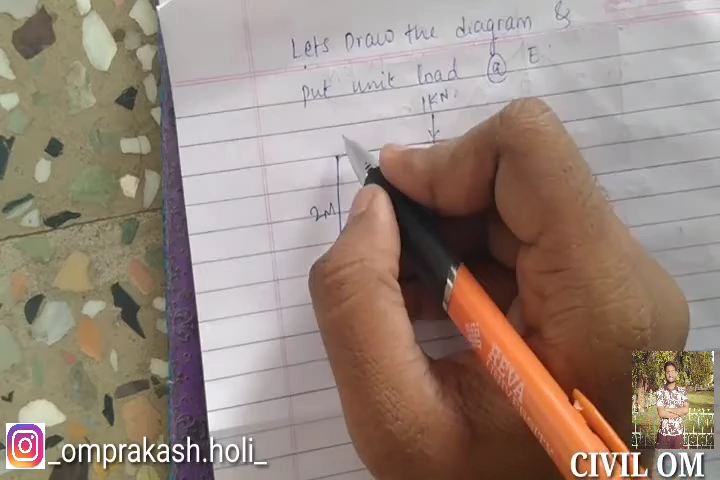 Lets Draw the diagram &
Put unit load @ E.
1KN.
2M
REVA
_omprakash.holi_
CIVIL OM